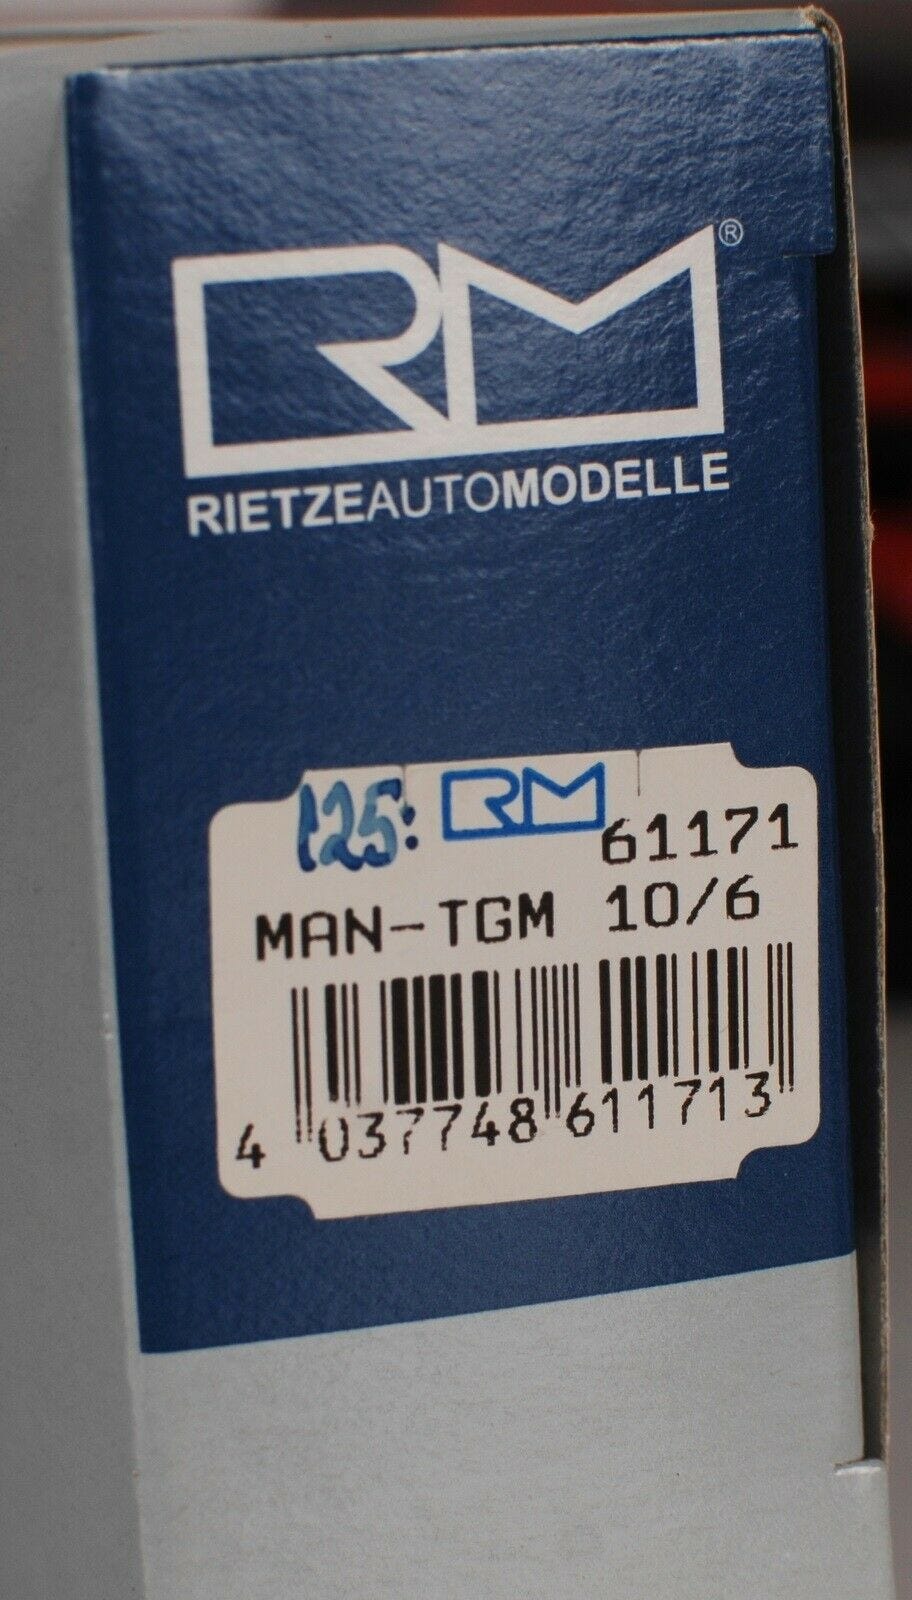 RM®
RIETZEAUTOMODELLE
125: RM 61171
MAN-TGM 10/6
4 037748 611713